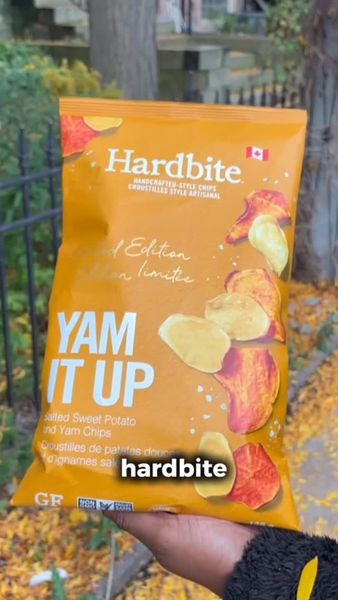 Hardbite
HANDCRAFTED-STYLE CHIPS
CROUSTILLES STYLE ARTISANAL
Edition
limitée
YAM
IT UP
Salted Sweet Potato
and Yam Chips
Croustilles de patates
d'ignames
hardbite
GF
NON
GMO